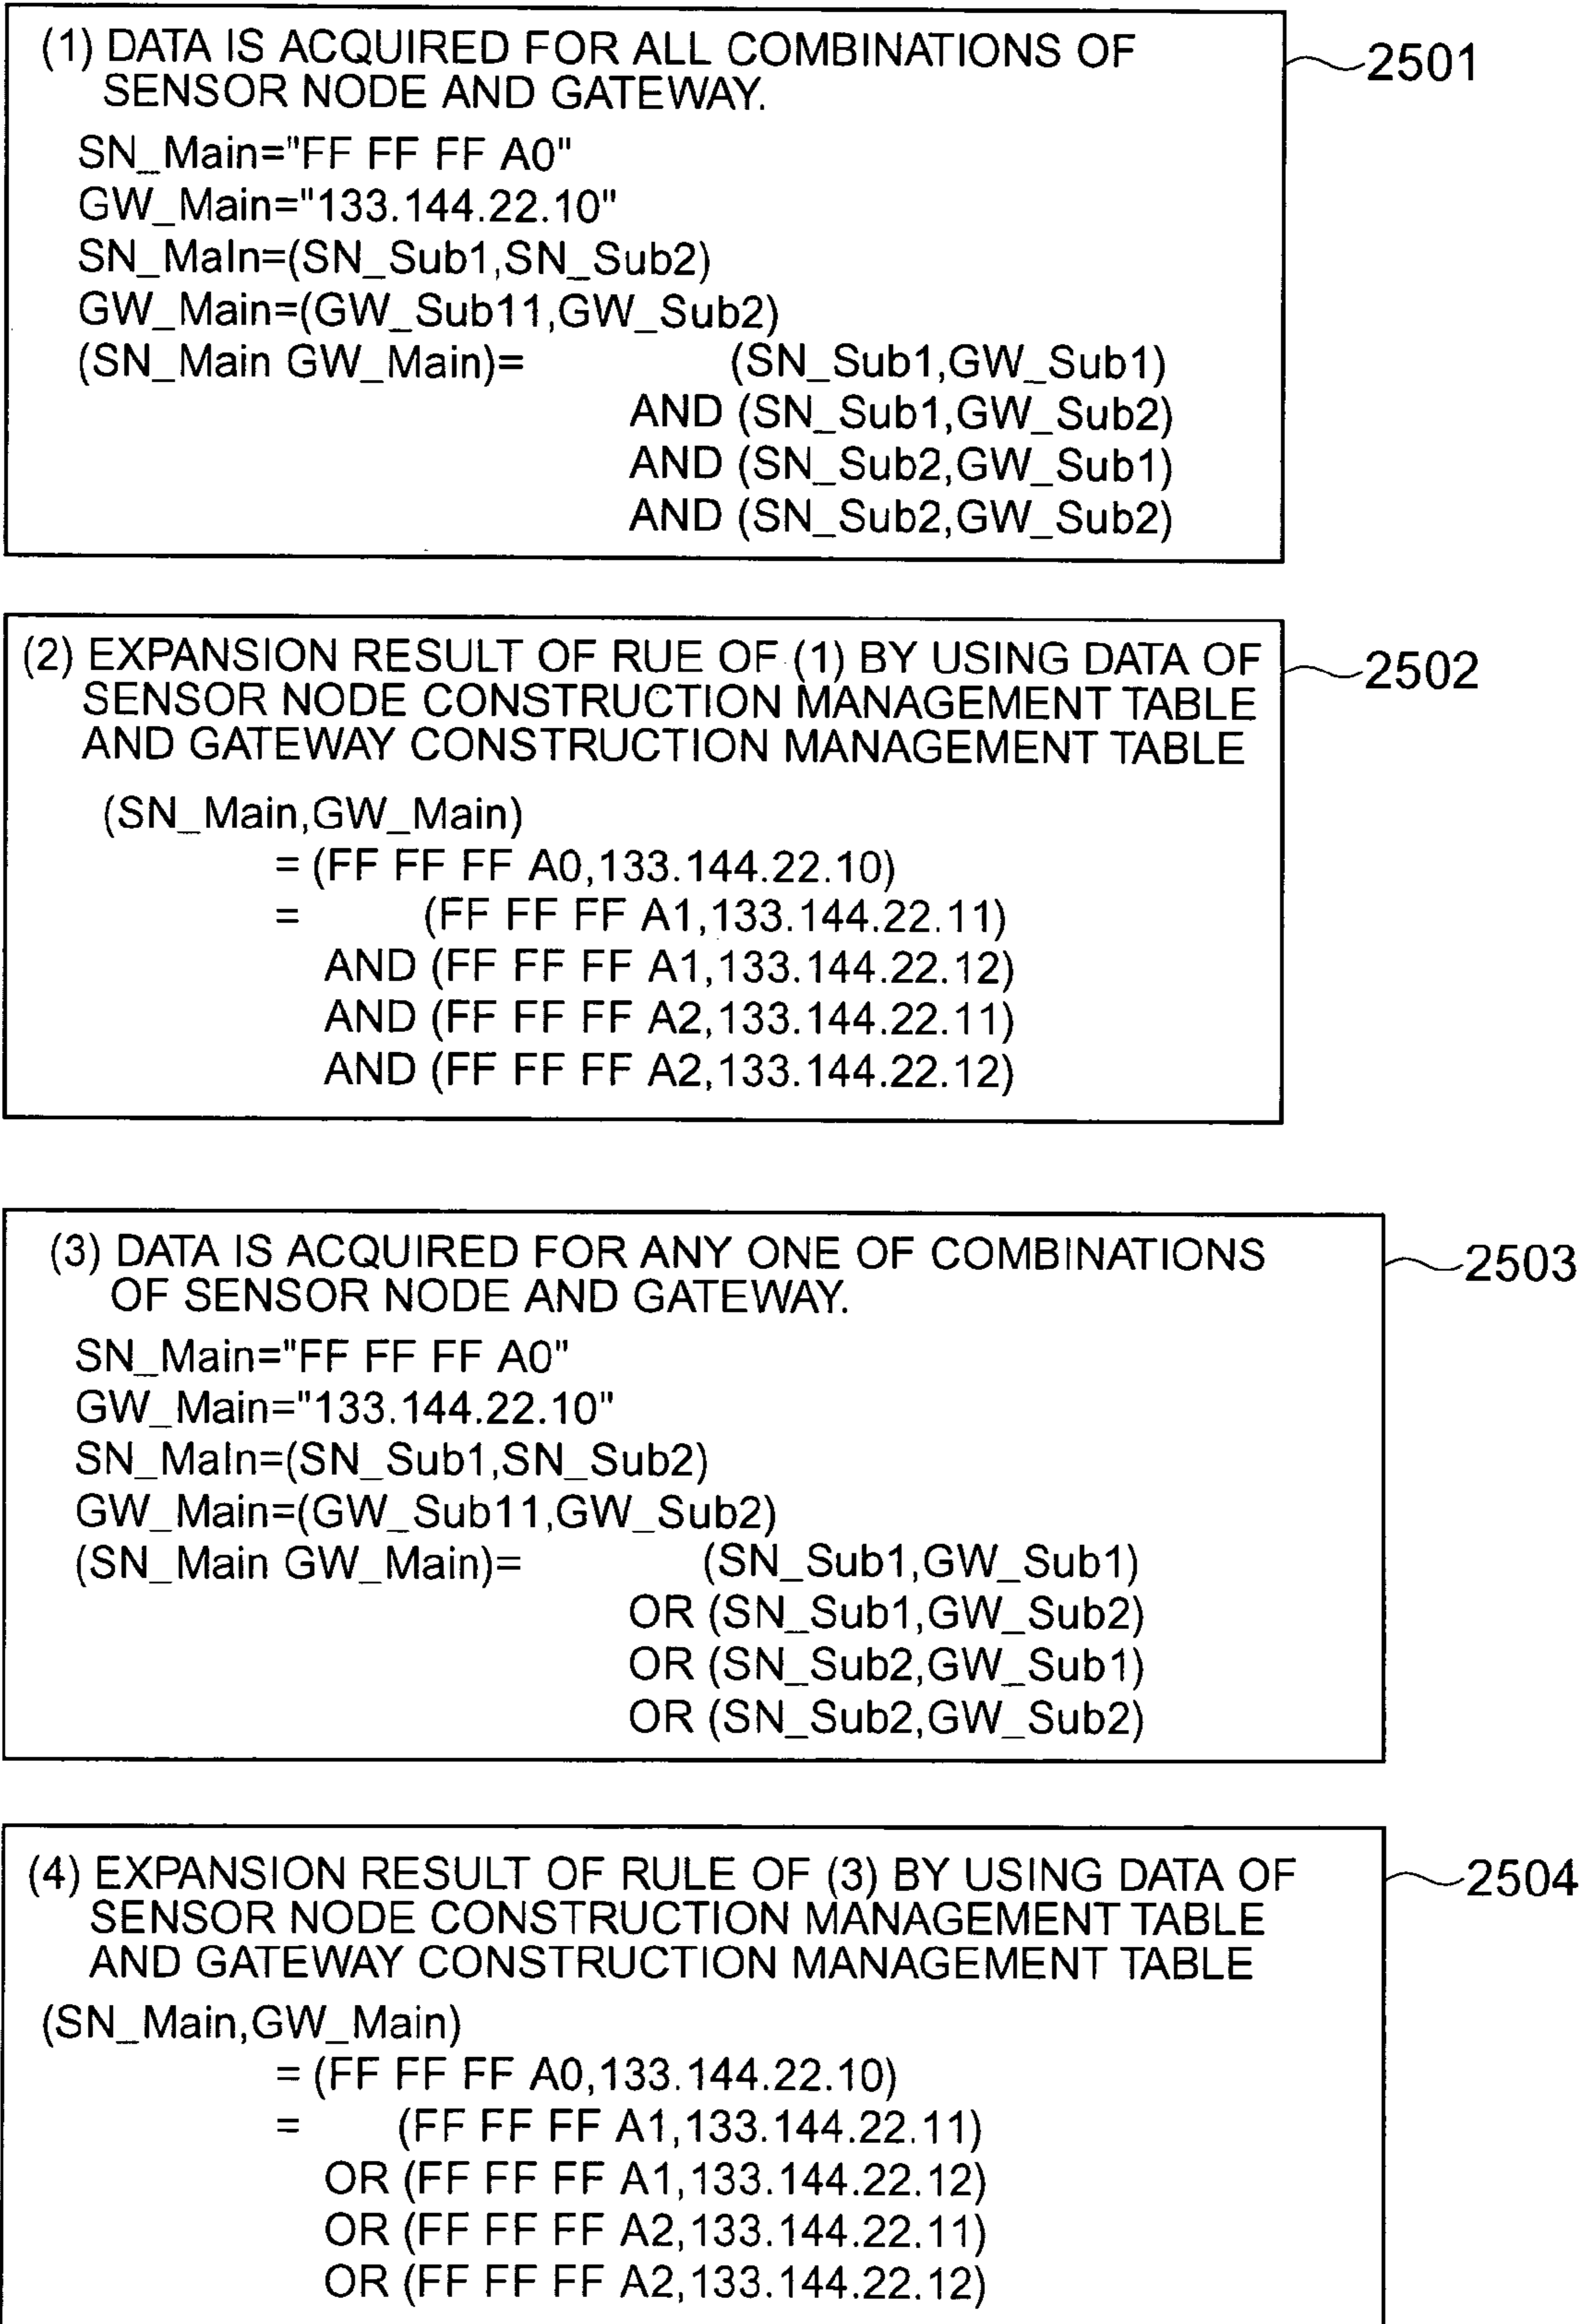 (1) DATA IS ACQUIRED FOR ALL COMBINATIONS OF
SENSOR NODE AND GATEWAY.
2501
SN_Main="FF FF FF A0"
GW_Main="133.144.22.10"
SN_MaIn=(SN_Sub1,SN_Sub2)
GW_Main=(GW_Sub11,GW_Sub2)
(SN_Main GW_Main)= (SN_Sub1,GW_Sub1)
AND (SN_Sub1,GW_Sub2)
AND (SN_Sub2,GW_Sub1)
AND (SN_Sub2,GW_Sub2)
(2) EXPANSION RESULT OF RUE OF (1) BY USING DATA OF
2502
SENSOR NODE CONSTRUCTION MANAGEMENT TABLE
AND GATEWAY CONSTRUCTION MANAGEMENT TABLE
(SN_Main,GW_Main)
= (FF FF FF A0,133.144.22.10)
= (FF FF FF A1,133.144.22.11)
AND (FF FF FF A1,133.144.22.12)
AND (FF FF FF A2,133.144.22.11)
AND (FF FF FF A2,133.144.22.12)
(3) DATA IS ACQUIRED FOR ANY ONE OF COMBINATIONS
2503
OF SENSOR NODE AND GATEWAY.
SN_Main="FF FF FF A0"
GW_Main="133.144.22.10"
SN_MaIn=(SN_Sub1,SN_Sub2)
GW_Main=(GW_Sub11,GW_Sub2)
(SN_Main GW_Main)= (SN_Sub1,GW_Sub1)
OR (SN_Sub1,GW_Sub2)
OR (SN_Sub2,GW_Sub1)
OR (SN_Sub2,GW_Sub2)
(4) EXPANSION RESULT OF RULE OF (3) BY USING DATA OF
2504
SENSOR NODE CONSTRUCTION MANAGEMENT TABLE
AND GATEWAY CONSTRUCTION MANAGEMENT TABLE
(SN_Main,GW_Main)
= (FF FF FF A0,133.144.22.10)
= (FF FF FF A1,133.144.22.11)
OR (FF FF FF A1,133.144.22.12)
OR (FF FF FF A2,133.144.22.11)
OR (FF FF FF A2,133.144.22.12)